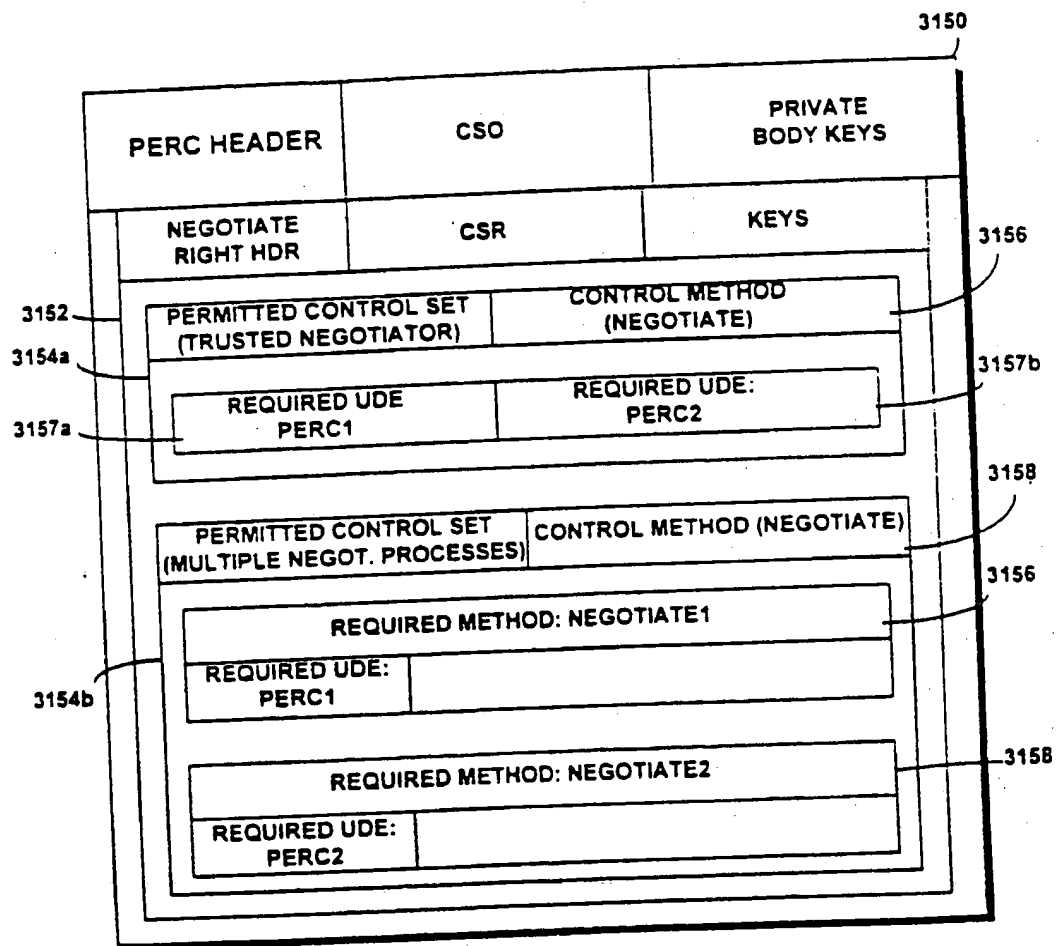 3150
PERC HEADER
CSO
PRIVATE
BODY KEYS
NEGOTIATE
RIGHT HDR
CSR
KEYS
3156
3152
PERMITTED CONTROL SET
(TRUSTED NEGOTIATOR)
CONTROL METHOD
(NEGOTIATE)
3154a
3157b
REQUIRED UDE
PERC1
REQUIRED UDE:
PERC2
3157a
3158
PERMITTED CONTROL SET
(MULTIPLE NEGOT. PROCESSES)
CONTROL METHOD (NEGOTIATE)
3156
REQUIRED METHOD: NEGOTIATE1
REQUIRED UDE:
PERC1
3154b
REQUIRED METHOD: NEGOTIATE2
3158
REQUIRED UDE:
PERC2